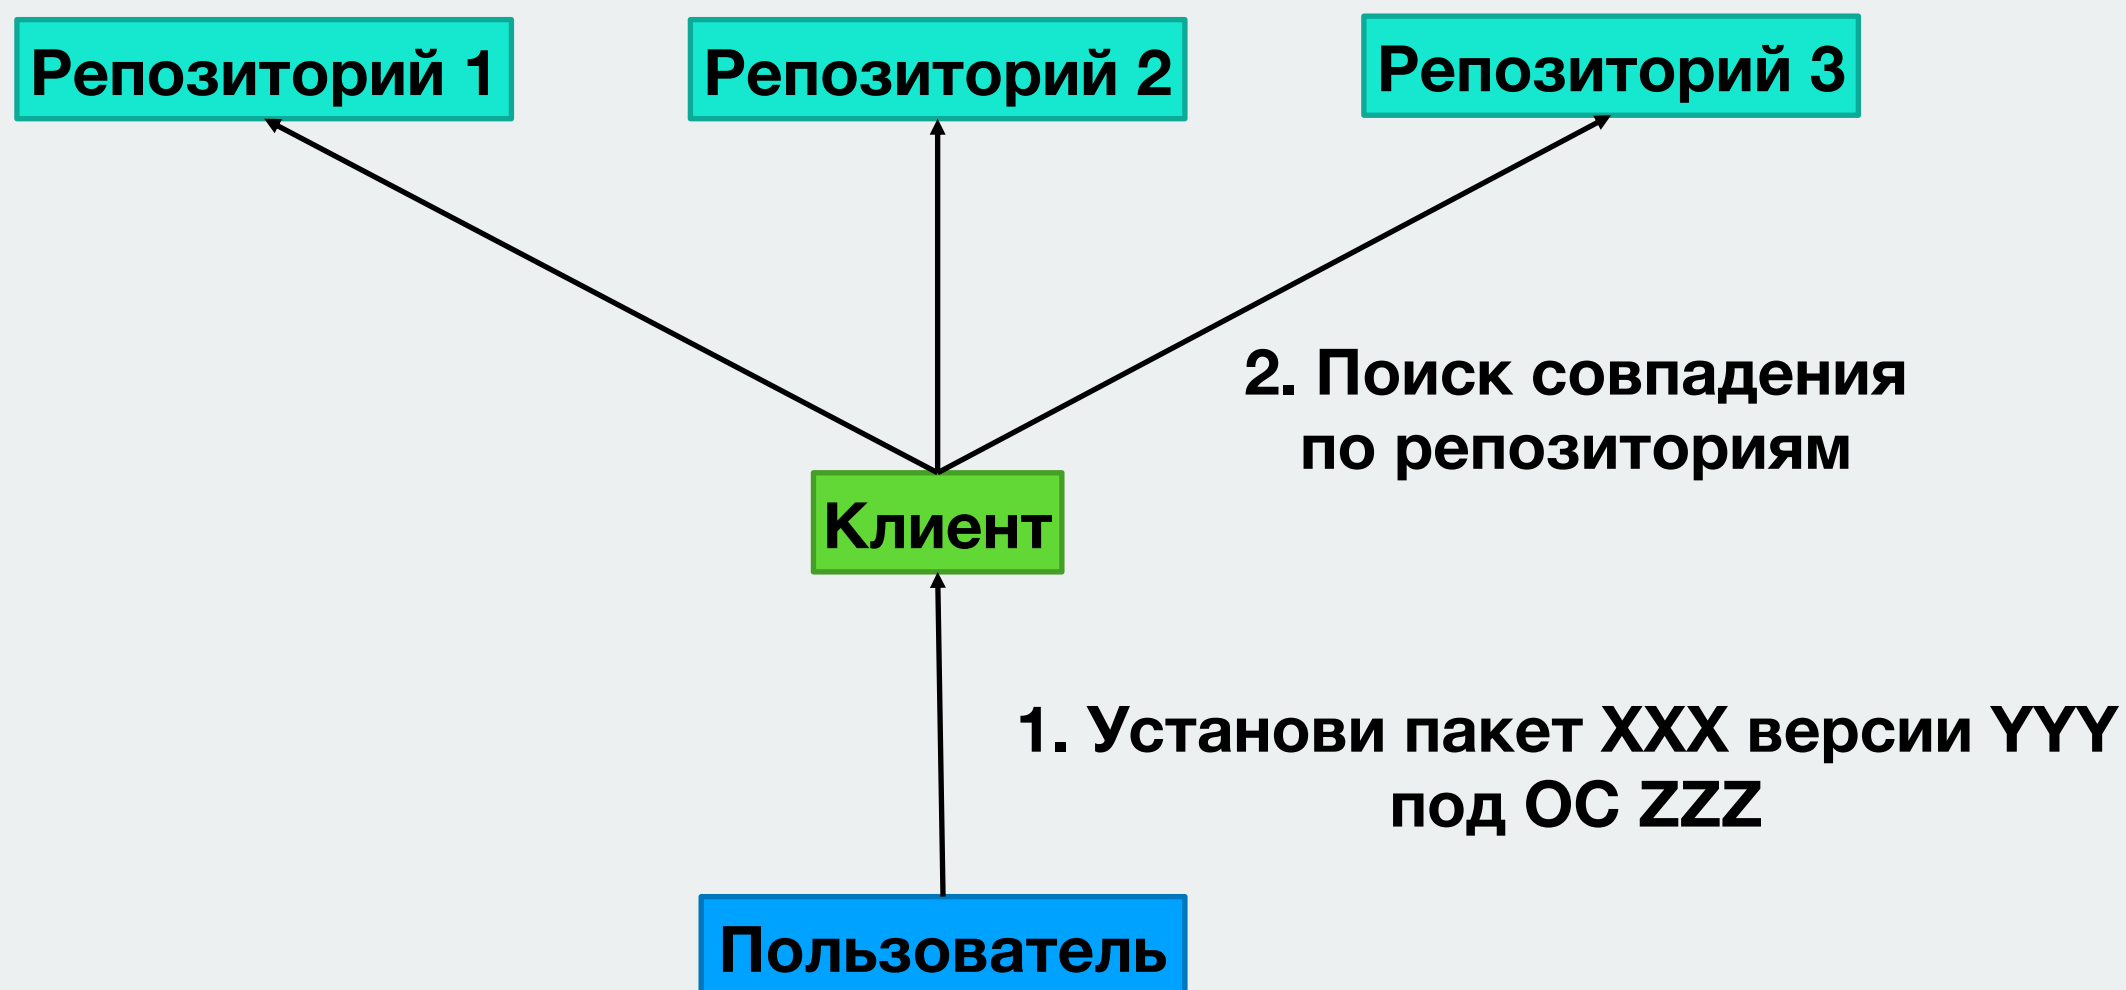 Репозиторий 1
Репозиторий 2
Репозиторий 3
2. Поиск совпадения
по репозиториям
Клиент
1. Установи пакет XXX версии YYY
под ОС ZZZ
Пользователь